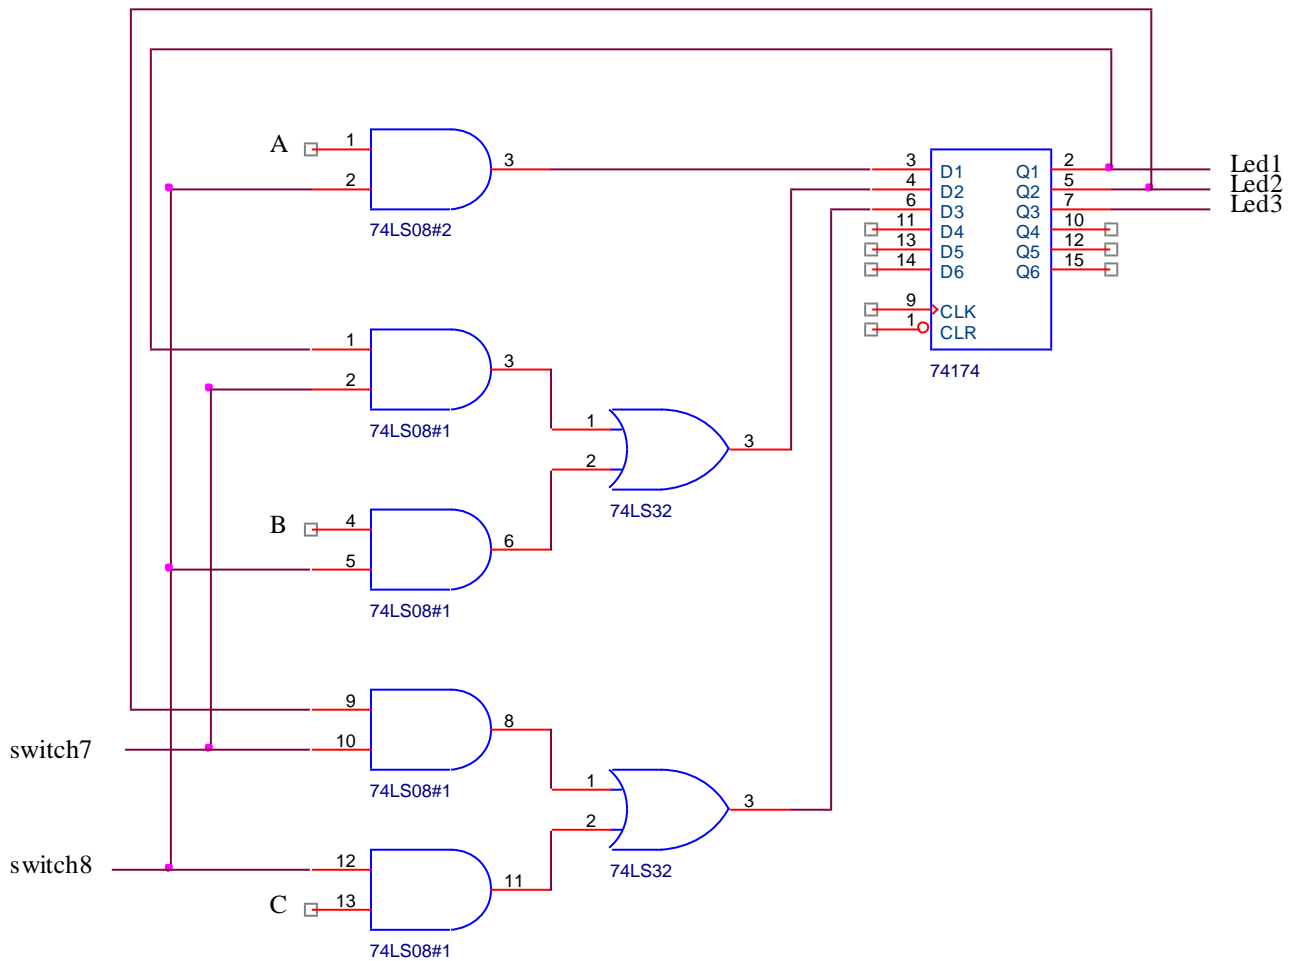 A
1
2
3
74LS08#2
3
4
6
11
13
14
9
1
D1
D2
D3
D4
D5
D6
CLK
CLR
Q1
Q2
Q3
Q4
Q5
Q6
2
5
7
10
12
15
74174
Led1
Led2
Led3
1
2
3
74LS08#1
1
2
3
74LS32
B
4
5
6
74LS08#1
switch7
9
10
8
74LS08#1
1
2
3
74LS32
switch8
12
C
13
11
74LS08#1